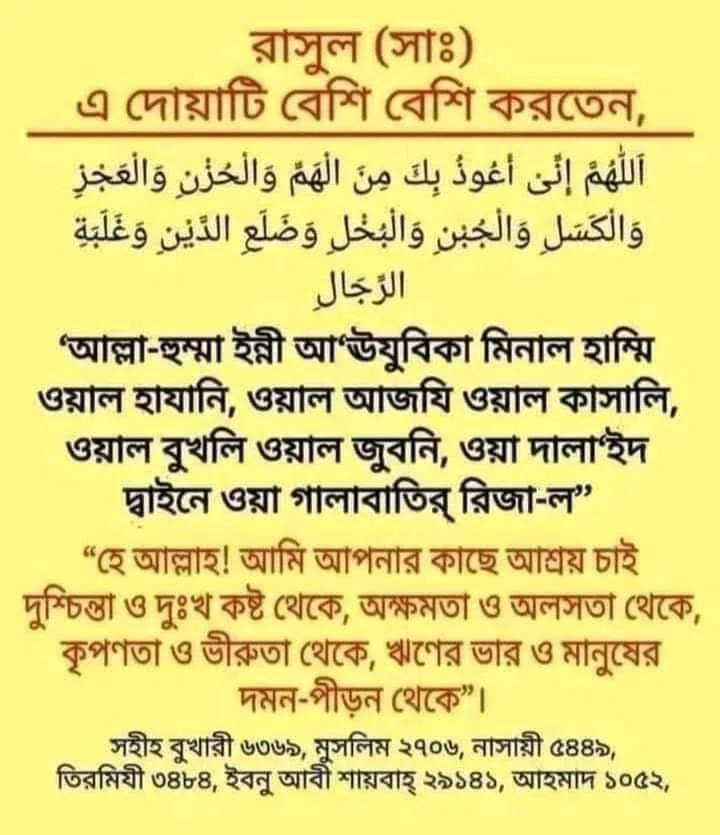 রাসুল (সাঃ)
এ দোয়াটি বেশি বেশি করতেন,
اَللّٰهُمَّ إِنِّىْ أَعُوذُ بِكَ مِنَ الْهَمِّ وَالْحُزْنِ وَالْعَجْزِ
وَالْكَسَلِ وَالْجُبْنِ وَالْبُخْلِ وَضَلَعِ الدَّيْنِ وَغَلَبَةِ
الرِّجَالِ
‘আল্লা-হুম্মা ইন্নী আ‘ঊযুবিকা মিনাল হাম্মি
ওয়াল হাযানি, ওয়াল আজযি ওয়াল কাসালি,
ওয়াল বুখলি ওয়াল জুবনি, ওয়া দালা‘ইদ
দ্বাইনে ওয়া গালাবাতির্ রিজা-ল”
“হে আল্লাহ! আমি আপনার কাছে আশ্রয় চাই
দুশ্চিন্তা ও দুঃখ কষ্ট থেকে, অক্ষমতা ও অলসতা থেকে,
কৃপণতা ও ভীরুতা থেকে, ঋণের ভার ও মানুষের
দমন-পীড়ন থেকে”।
সহীহ বুখারী ৬৩৬৯, মুসলিম ২৭০৬, নাসায়ী ৫৪৪৯,
তিরমিযী ৩৪৮৪, ইবনু আবী শায়বাহ্ ২৯১৪১, আহমাদ ১০৫২,